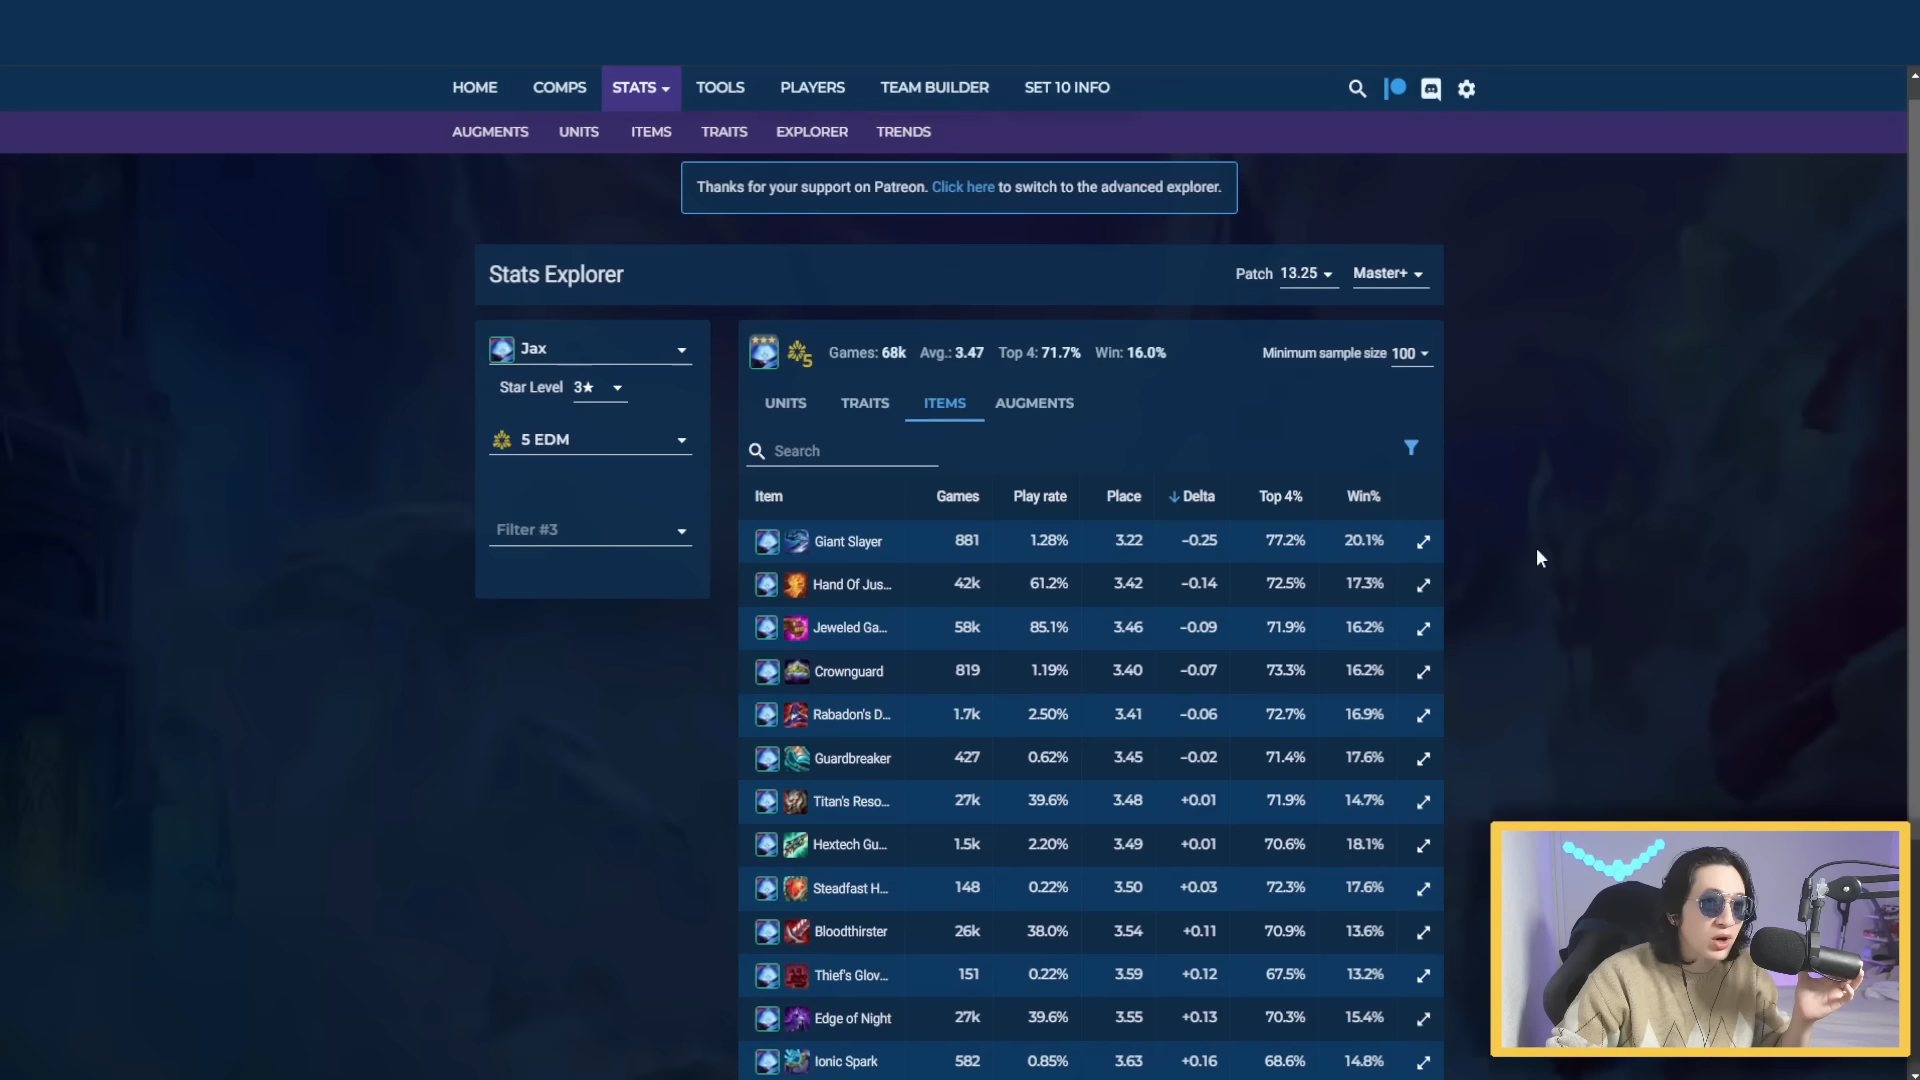 HOME COMPS STATS TOOLS PLAYERS TEAM BUILDER SET 10 INFO
AUGMENTS UNITS ITEMS TRAITS EXPLORER TRENDS
Thanks for your support on Patreon. Click here to switch to the advanced explorer.
Stats Explorer
Patch 13.25 Master+
Jax
Star Level 3★
5 EDM
Filter #3
5 Games: 68k Avg.: 3.47 Top 4: 71.7% Win: 16.0% Minimum sample size 100
UNITS TRAITS ITEMS AUGMENTS
Search
Item Games Play rate Place Delta Top 4% Win%
Giant Slayer 881 1.28% 3.22 -0.25 77.2% 20.1%
Hand Of Jus... 42k 61.2% 3.42 -0.14 72.5% 17.3%
Jeweled Ga... 58k 85.1% 3.46 -0.09 71.9% 16.2%
Crownguard 819 1.19% 3.40 -0.07 73.3% 16.2%
Rabadon's D... 1.7k 2.50% 3.41 -0.06 72.7% 16.9%
Guardbreaker 427 0.62% 3.45 -0.02 71.4% 17.6%
Titan's Reso... 27k 39.6% 3.48 +0.01 71.9% 14.7%
Hextech Gu... 1.5k 2.20% 3.49 +0.01 70.6% 18.1%
Steadfast H... 148 0.22% 3.50 +0.03 72.3% 17.6%
Bloodthirster 26k 38.0% 3.54 +0.11 70.9% 13.6%
Thief's Glov... 151 0.22% 3.59 +0.12 67.5% 13.2%
Edge of Night 27k 39.6% 3.55 +0.13 70.3% 15.4%
Ionic Spark 582 0.85% 3.63 +0.16 68.6% 14.8%